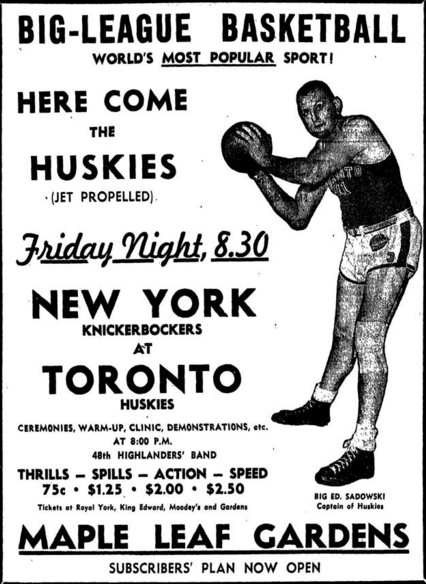 BIG-LEAGUE BASKETBALL
WORLD'S MOST POPULAR SPORT!
HERE COME
THE
HUSKIES
(JET PROPELLED)
Friday Night, 8.30
NEW YORK
KNICKERBOCKERS
AT
TORONTO
HUSKIES
CEREMONIES, WARM-UP, CLINIC, DEMONSTRATIONS, etc.
AT 8:00 P.M.
48th HIGHLANDERS' BAND
THRILLS — SPILLS — ACTION — SPEED
75c • $1.25 • $2.00 • $2.50
Tickets at Royal York, King Edward, Moodey's and Gardens
BIG ED. SADOWSKI
Captain of Huskies
MAPLE LEAF GARDENS
SUBSCRIBERS' PLAN NOW OPEN